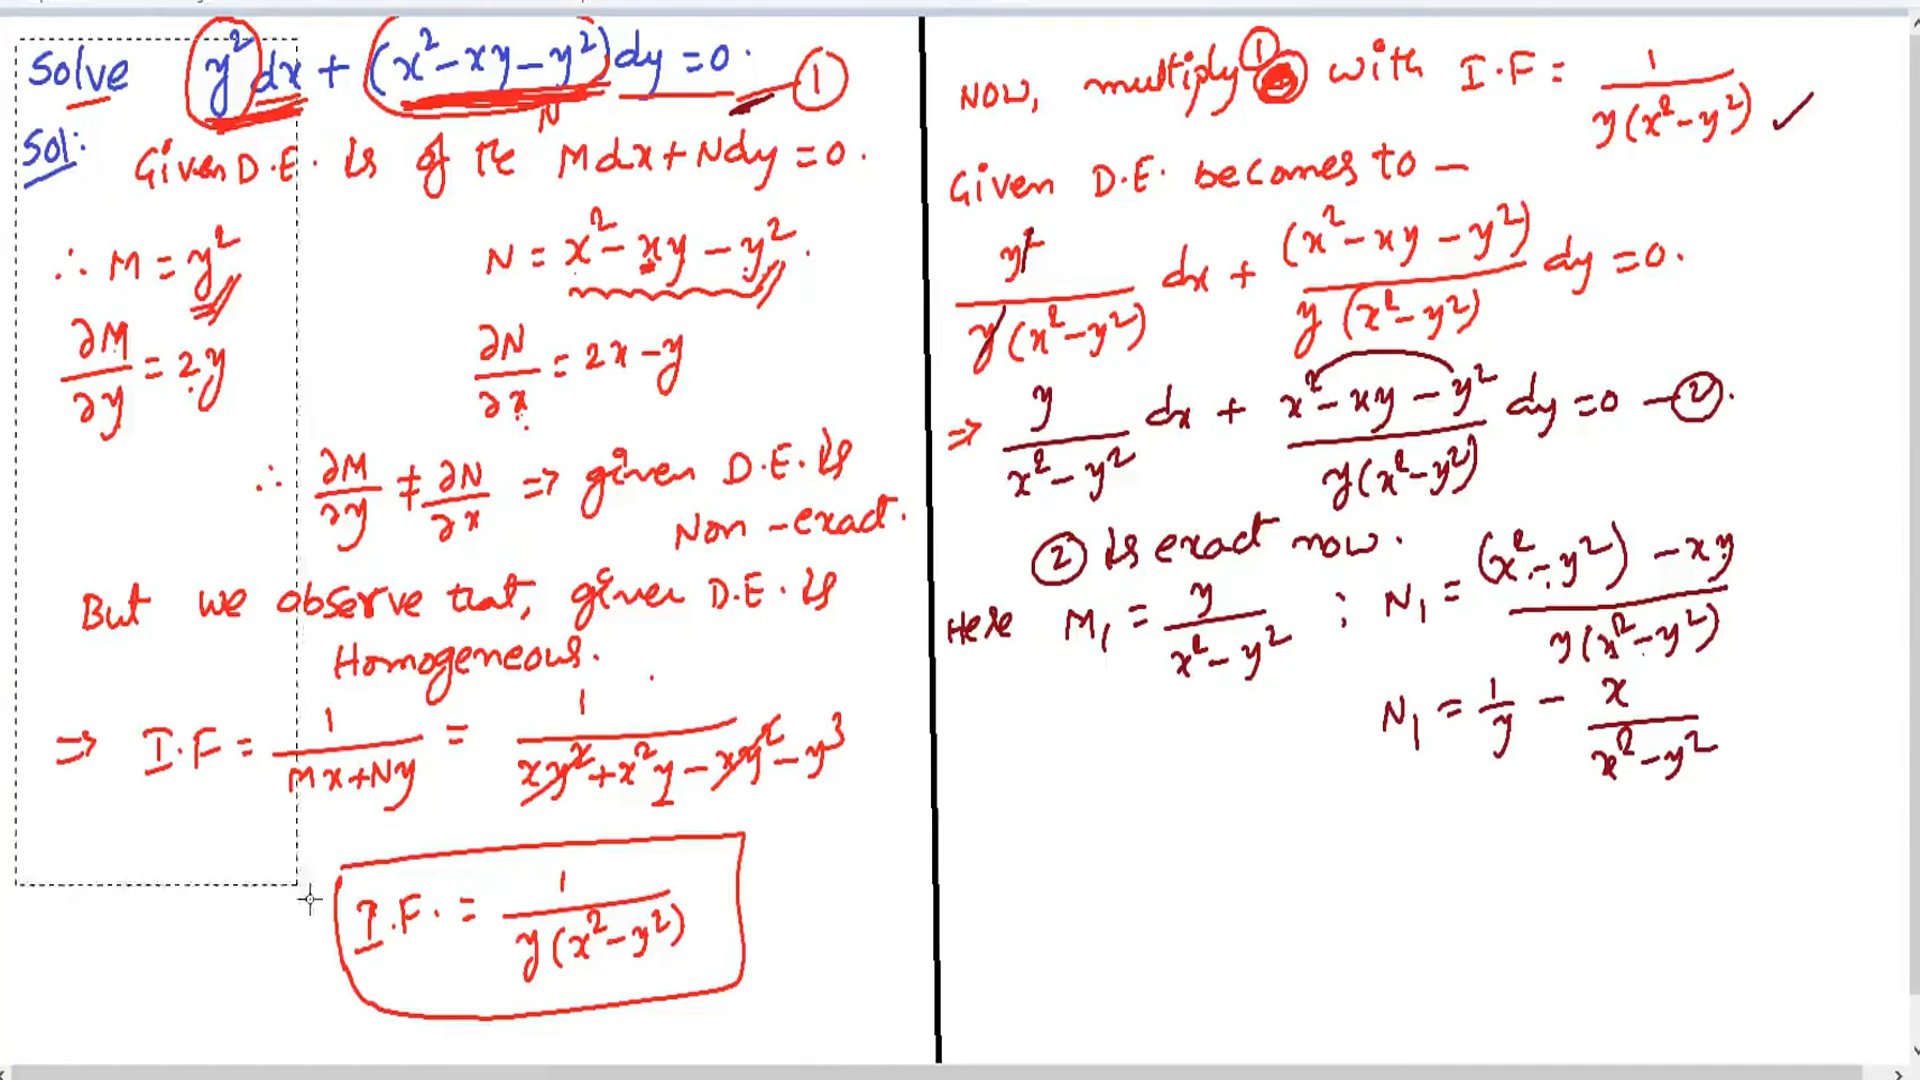 Solve y² dx + (x² - xy - y²) dy = 0. — ①
N
Sol: Given D.E. is of the Mdx + Ndy = 0.
∴ M = y² N = x² - xy - y².
∂M/∂y = 2y ∂N/∂x = 2x - y
∴ ∂M/∂y ≠ ∂N/∂x ⇒ given D.E. is
Non-exact.
But we observe that, given D.E. is
Homogeneous.
⇒ I.F = 1/(Mx + Ny) = 1/(xy² + x²y - xy² - y³)
I.F. = 1/(y(x² - y²))
Now, multiply ① with I.F = 1/(y(x² - y²))
Given D.E. becomes to —
y²/(y(x² - y²)) dx + (x² - xy - y²)/(y(x² - y²)) dy = 0.
⇒ y/(x² - y²) dx + (x² - xy - y²)/(y(x² - y²)) dy = 0 — ②.
② is exact now.
Here M₁ = y/(x² - y²) ; N₁ = ((x² - y²) - xy)/(y(x² - y²))
N₁ = 1/y - x/(x² - y²)